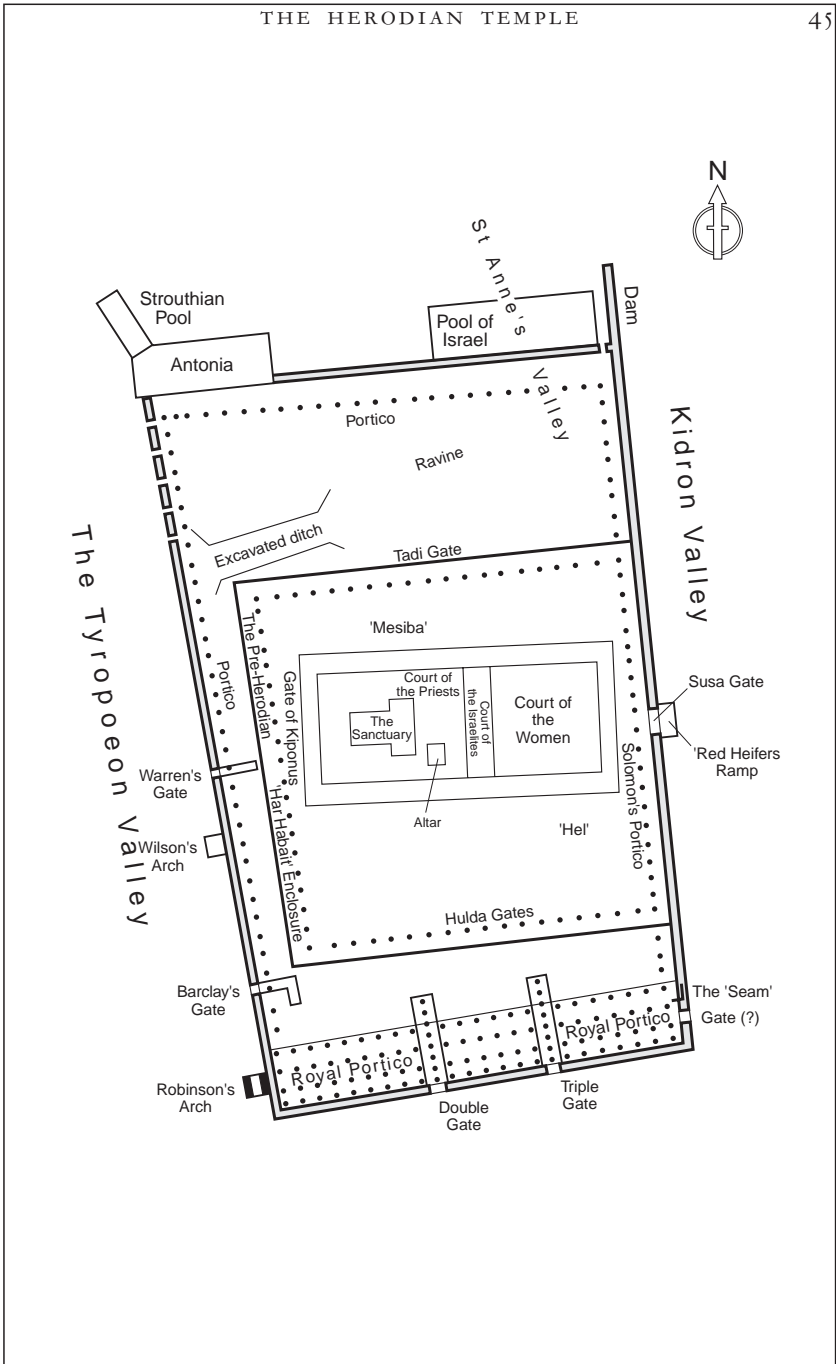 THE HERODIAN TEMPLE
45
N
St Anne's
Valley
Strouthian
Pool
Antonia
Pool of
Israel
Dam
Kidron Valley
Portico
Ravine
Excavated ditch
Tadi Gate
The Tyropoeon Valley
Portico
The Pre-Herodian
'Har Habait' Enclosure
Gate of Kiponus
'Mesiba'
Court of
the Priests
The
Sanctuary
Court of
the Israelites
Court of
the
Women
Altar
Susa Gate
'Red Heifers
Ramp
Solomon's Portico
'Hel'
Warren's
Gate
Wilson's
Arch
Hulda Gates
Barclay's
Gate
The 'Seam'
Gate (?)
Royal Portico
Royal Portico
Robinson's
Arch
Double
Gate
Triple
Gate